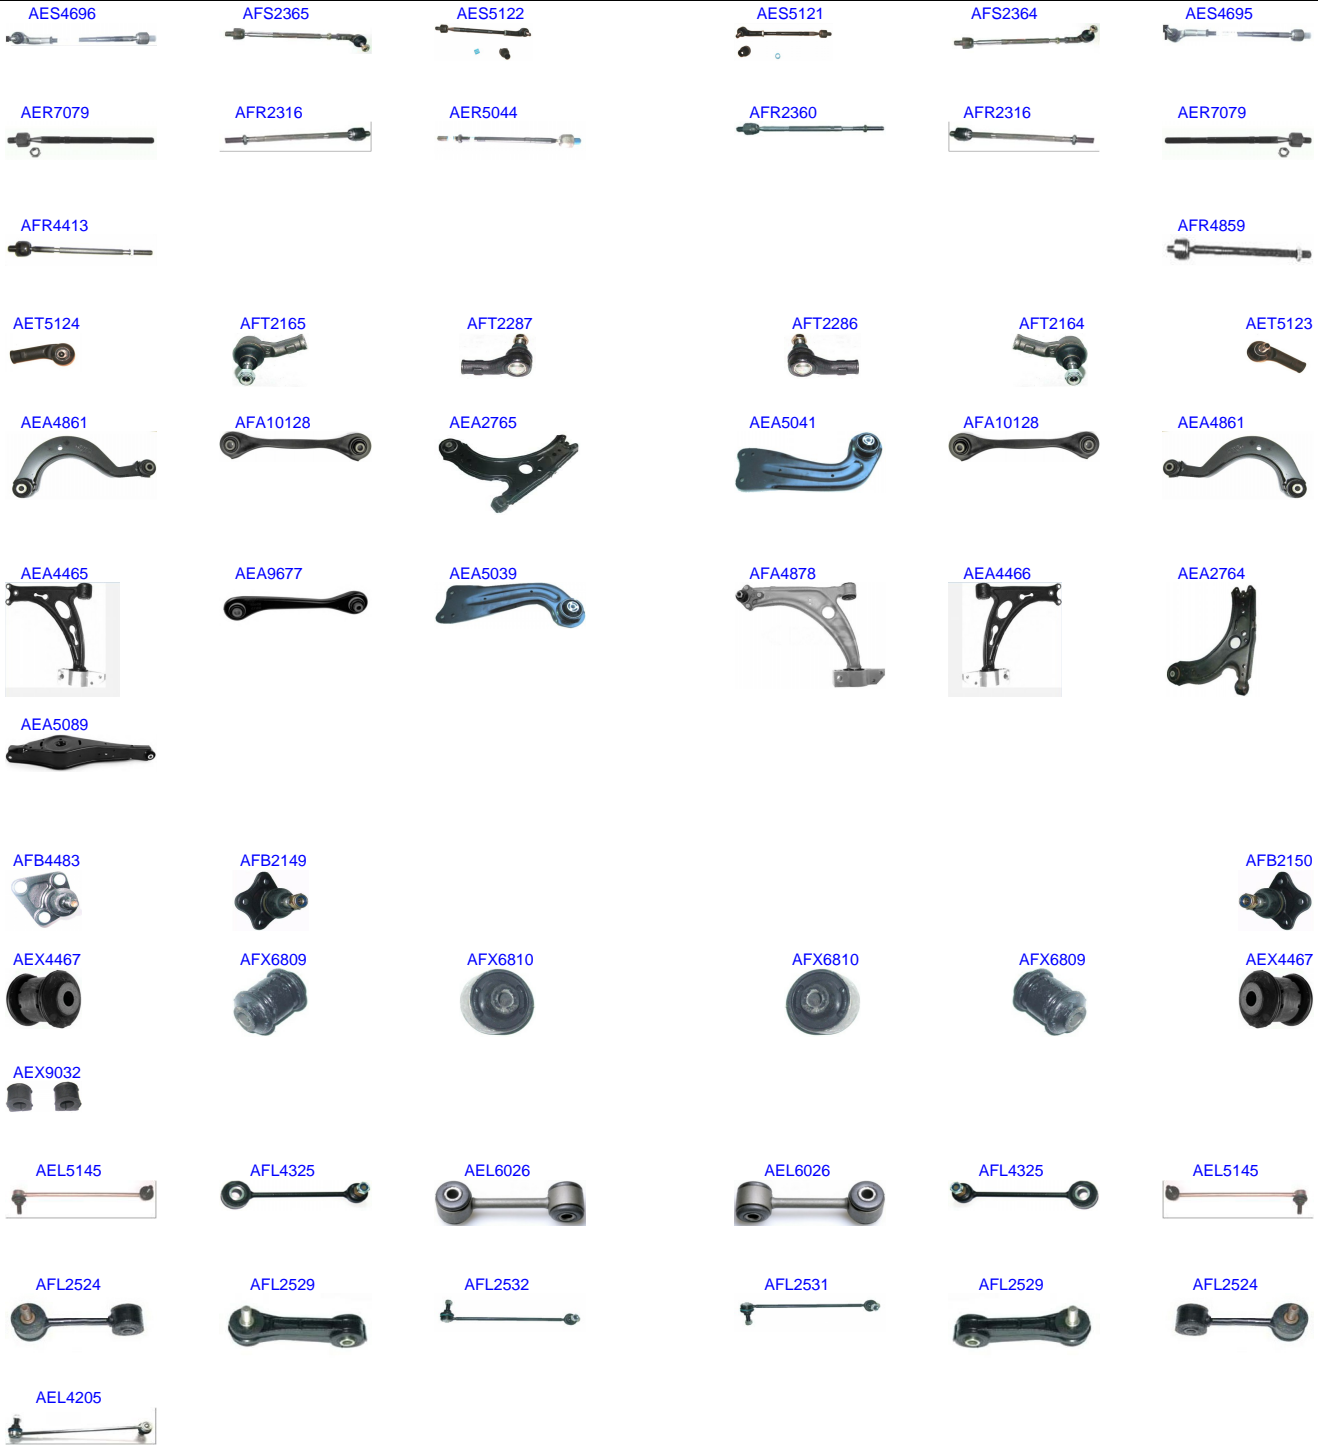 AES4696 AFS2365 AES5122 AES5121 AFS2364 AES4695
AER7079 AFR2316 AER5044 AFR2360 AFR2316 AER7079
AFR4413 AFR4859
AET5124 AFT2165 AFT2287 AFT2286 AFT2164 AET5123
AEA4861 AFA10128 AEA2765 AEA5041 AFA10128 AEA4861
AEA4465 AEA9677 AEA5039 AFA4878 AEA4466 AEA2764
AEA5089
AFB4483 AFB2149 AFB2150
AEX4467 AFX6809 AFX6810 AFX6810 AFX6809 AEX4467
AEX9032
AEL5145 AFL4325 AEL6026 AEL6026 AFL4325 AEL5145
AFL2524 AFL2529 AFL2532 AFL2531 AFL2529 AFL2524
AEL4205